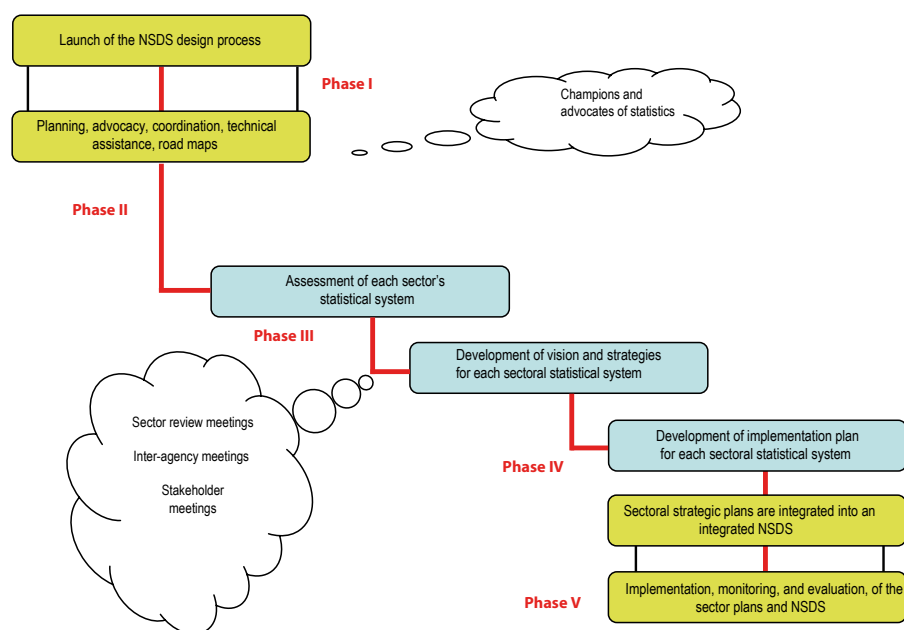 Launch of the NSDS design process
Phase I
Champions and
advocates of statistics
Planning, advocacy, coordination, technical
assistance, road maps
Phase II
Assessment of each sector's
statistical system
Phase III
Development of vision and strategies
for each sectoral statistical system
Sector review meetings
Inter-agency meetings
Stakeholder
meetings
Development of implementation plan
for each sectoral statistical system
Phase IV
Sectoral strategic plans are integrated into an
integrated NSDS
Implementation, monitoring, and evaluation, of the
sector plans and NSDS
Phase V